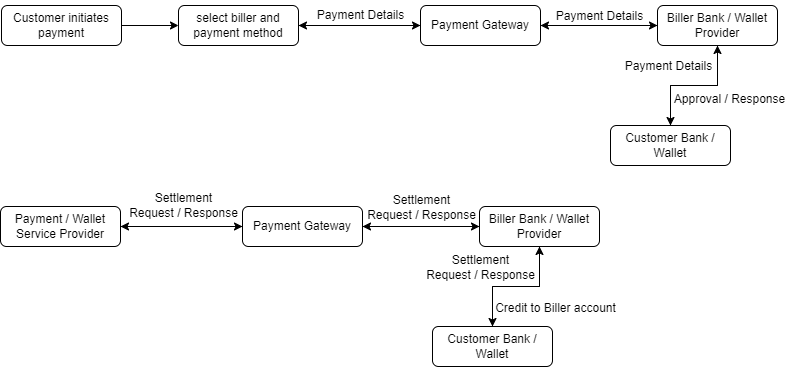 Customer initiates
payment
select biller and
payment method
Payment Details
Payment Gateway
Payment Details
Biller Bank / Wallet
Provider
Payment Details
Approval / Response
Customer Bank /
Wallet
Payment / Wallet
Service Provider
Settlement
Request / Response
Payment Gateway
Settlement
Request / Response
Biller Bank / Wallet
Provider
Settlement
Request / Response
Credit to Biller account
Customer Bank /
Wallet